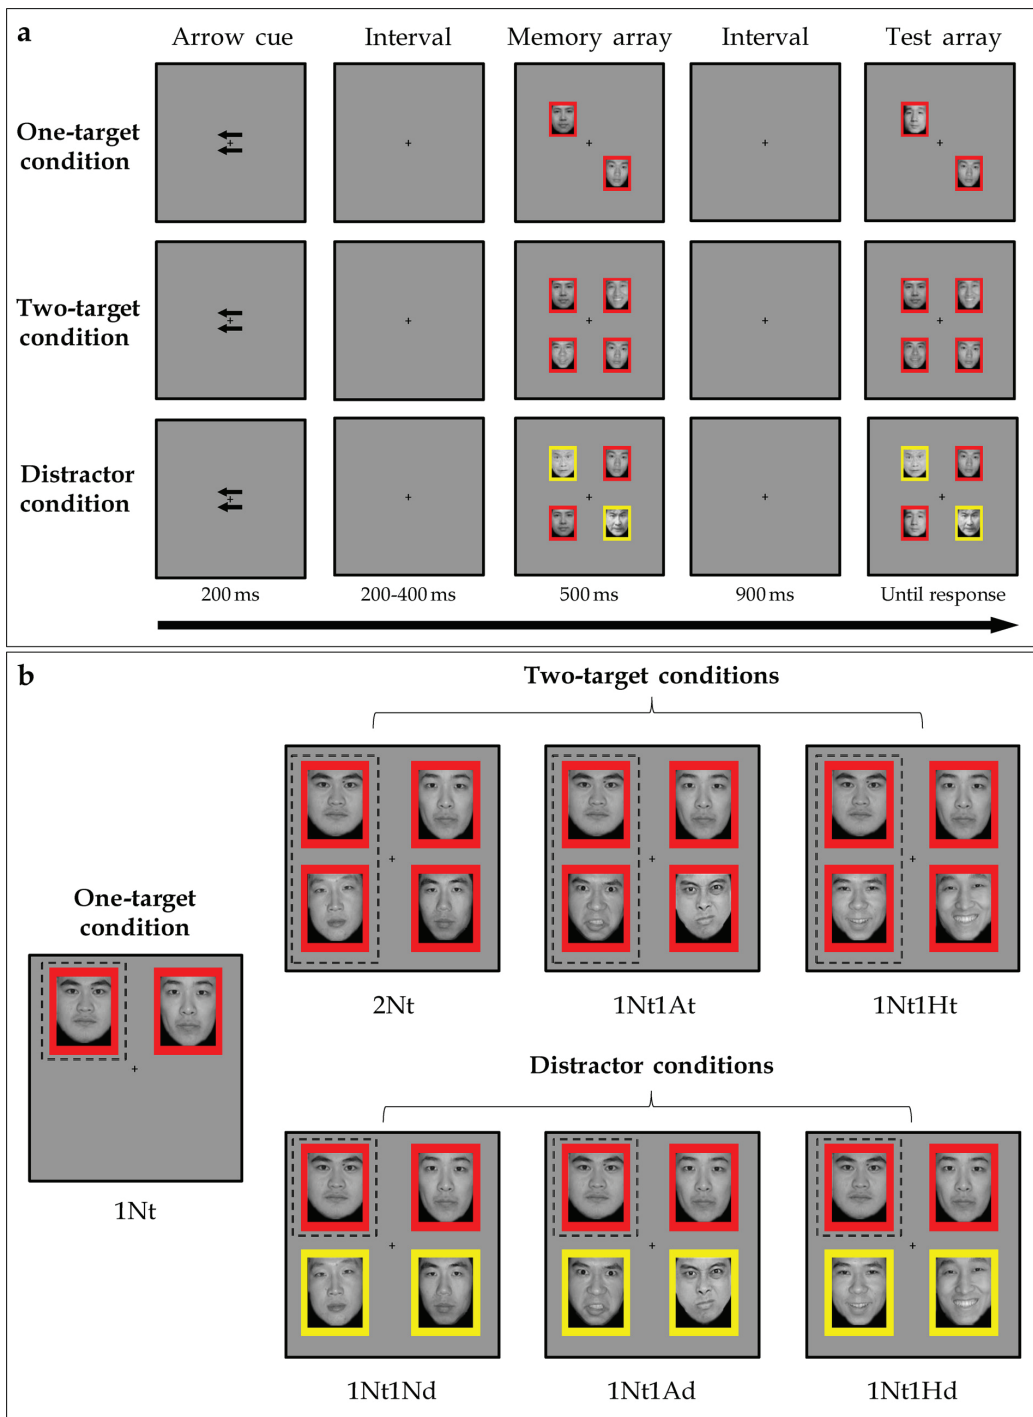 a
Arrow cue Interval Memory array Interval Test array
One-target
condition
Two-target
condition
Distractor
condition
200 ms 200-400 ms 500 ms 900 ms Until response
b
Two-target conditions
2Nt 1Nt1At 1Nt1Ht
One-target
condition
1Nt
Distractor conditions
1Nt1Nd 1Nt1Ad 1Nt1Hd